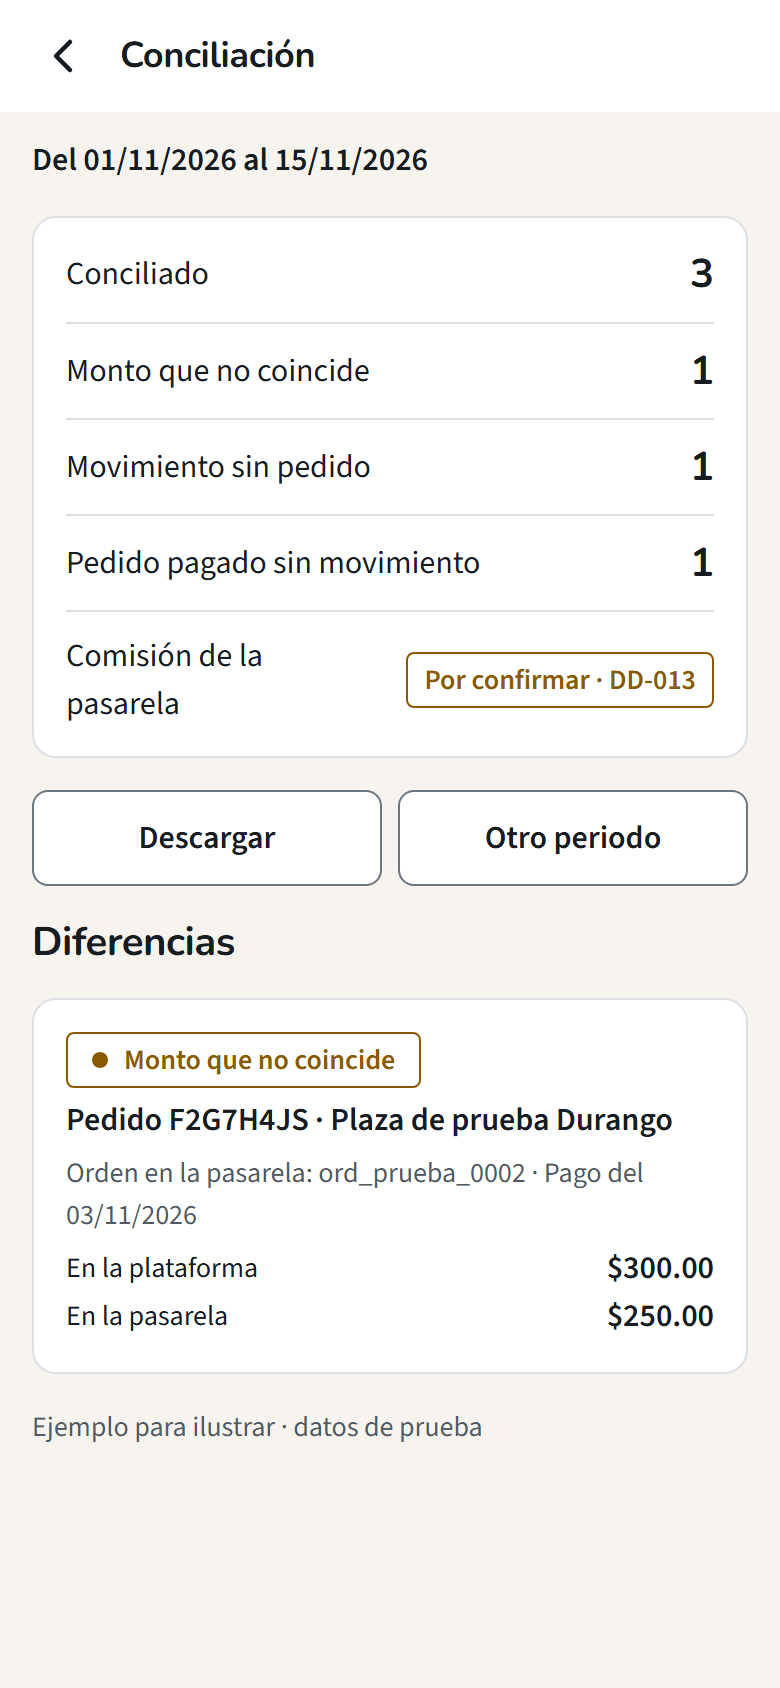 Conciliación
Del 01/11/2026 al 15/11/2026
Conciliado 3
Monto que no coincide 1
Movimiento sin pedido 1
Pedido pagado sin movimiento 1
Comisión de la
pasarela
Por confirmar · DD-013
Descargar Otro periodo
Diferencias
Monto que no coincide
Pedido F2G7H4JS · Plaza de prueba Durango
Orden en la pasarela: ord_prueba_0002 · Pago del
03/11/2026
En la plataforma $300.00
En la pasarela $250.00
Ejemplo para ilustrar · datos de prueba